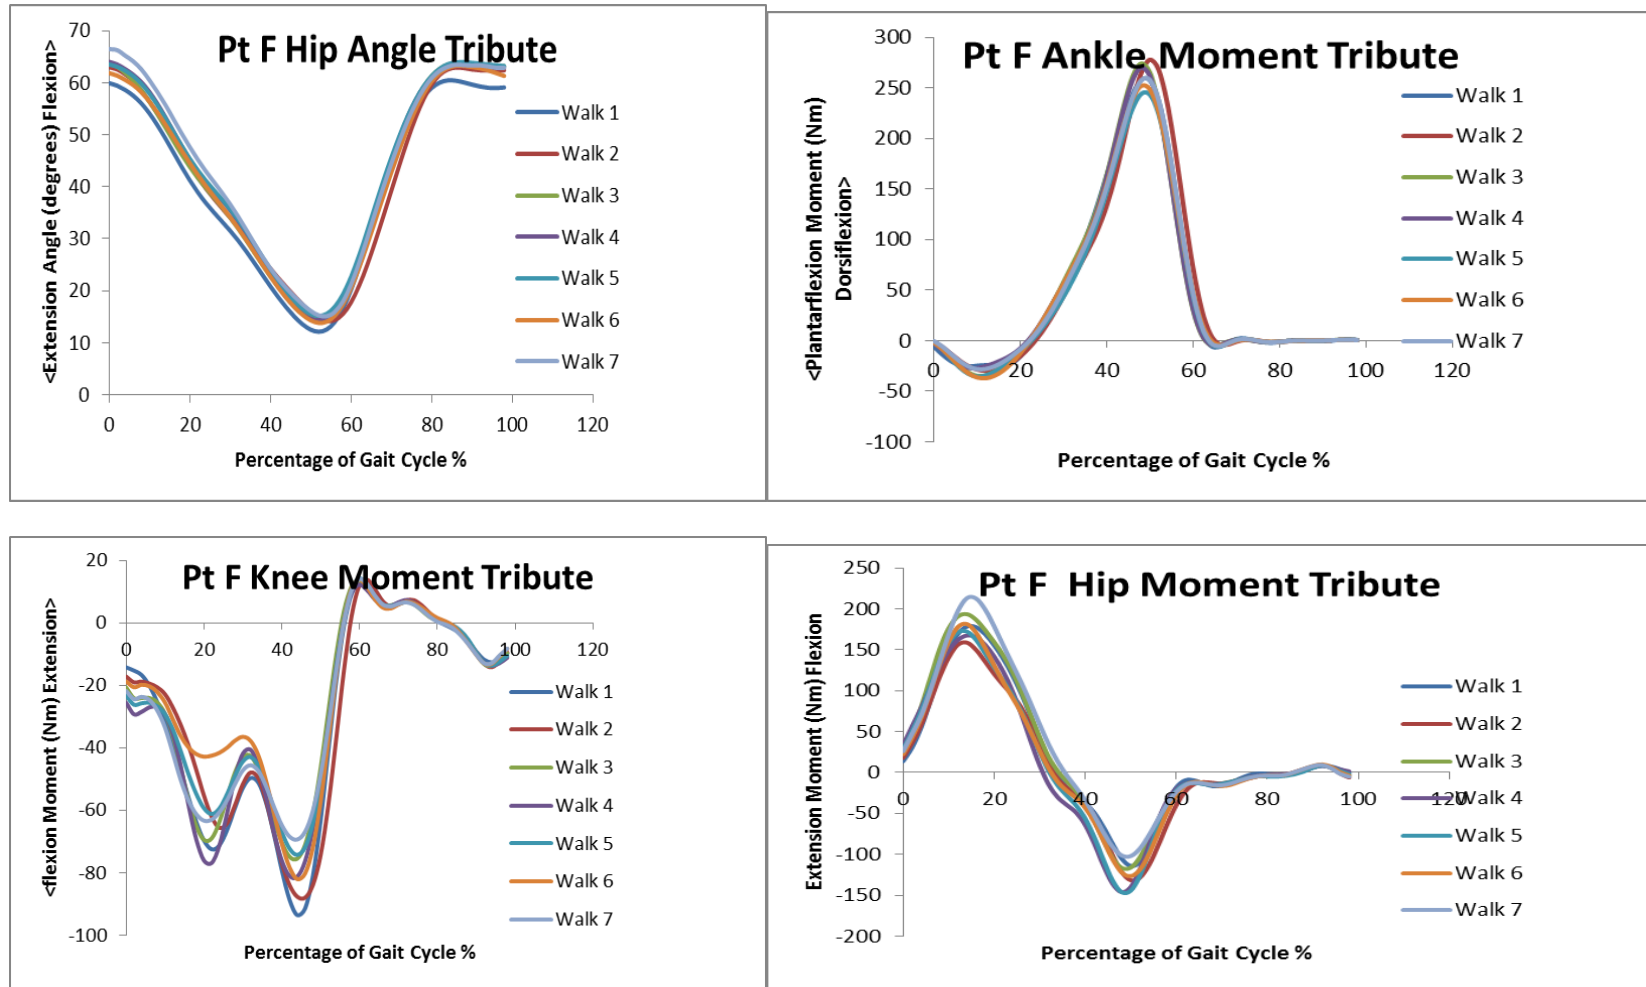 Pt F Hip Angle Tribute
<Extension Angle (degrees) Flexion>
70
60
50
40
30
20
10
0
0 20 40 60 80 100 120
Percentage of Gait Cycle %
Walk 1
Walk 2
Walk 3
Walk 4
Walk 5
Walk 6
Walk 7
Pt F Ankle Moment Tribute
<Plantarflexion Moment (Nm)
Dorsiflexion>
300
250
200
150
100
50
0
-50
-100
0 20 40 60 80 100 120
Percentage of Gait Cycle %
Walk 1
Walk 2
Walk 3
Walk 4
Walk 5
Walk 6
Walk 7
Pt F Knee Moment Tribute
<flexion Moment (Nm) Extension>
20
0
-20
-40
-60
-80
-100
0 20 40 60 80 100 120
Percentage of Gait Cycle %
Walk 1
Walk 2
Walk 3
Walk 4
Walk 5
Walk 6
Walk 7
Pt F Hip Moment Tribute
Extension Moment (Nm) Flexion
250
200
150
100
50
0
-50
-100
-150
-200
0 20 40 60 80 100 120
Percentage of Gait Cycle %
Walk 1
Walk 2
Walk 3
Walk 4
Walk 5
Walk 6
Walk 7